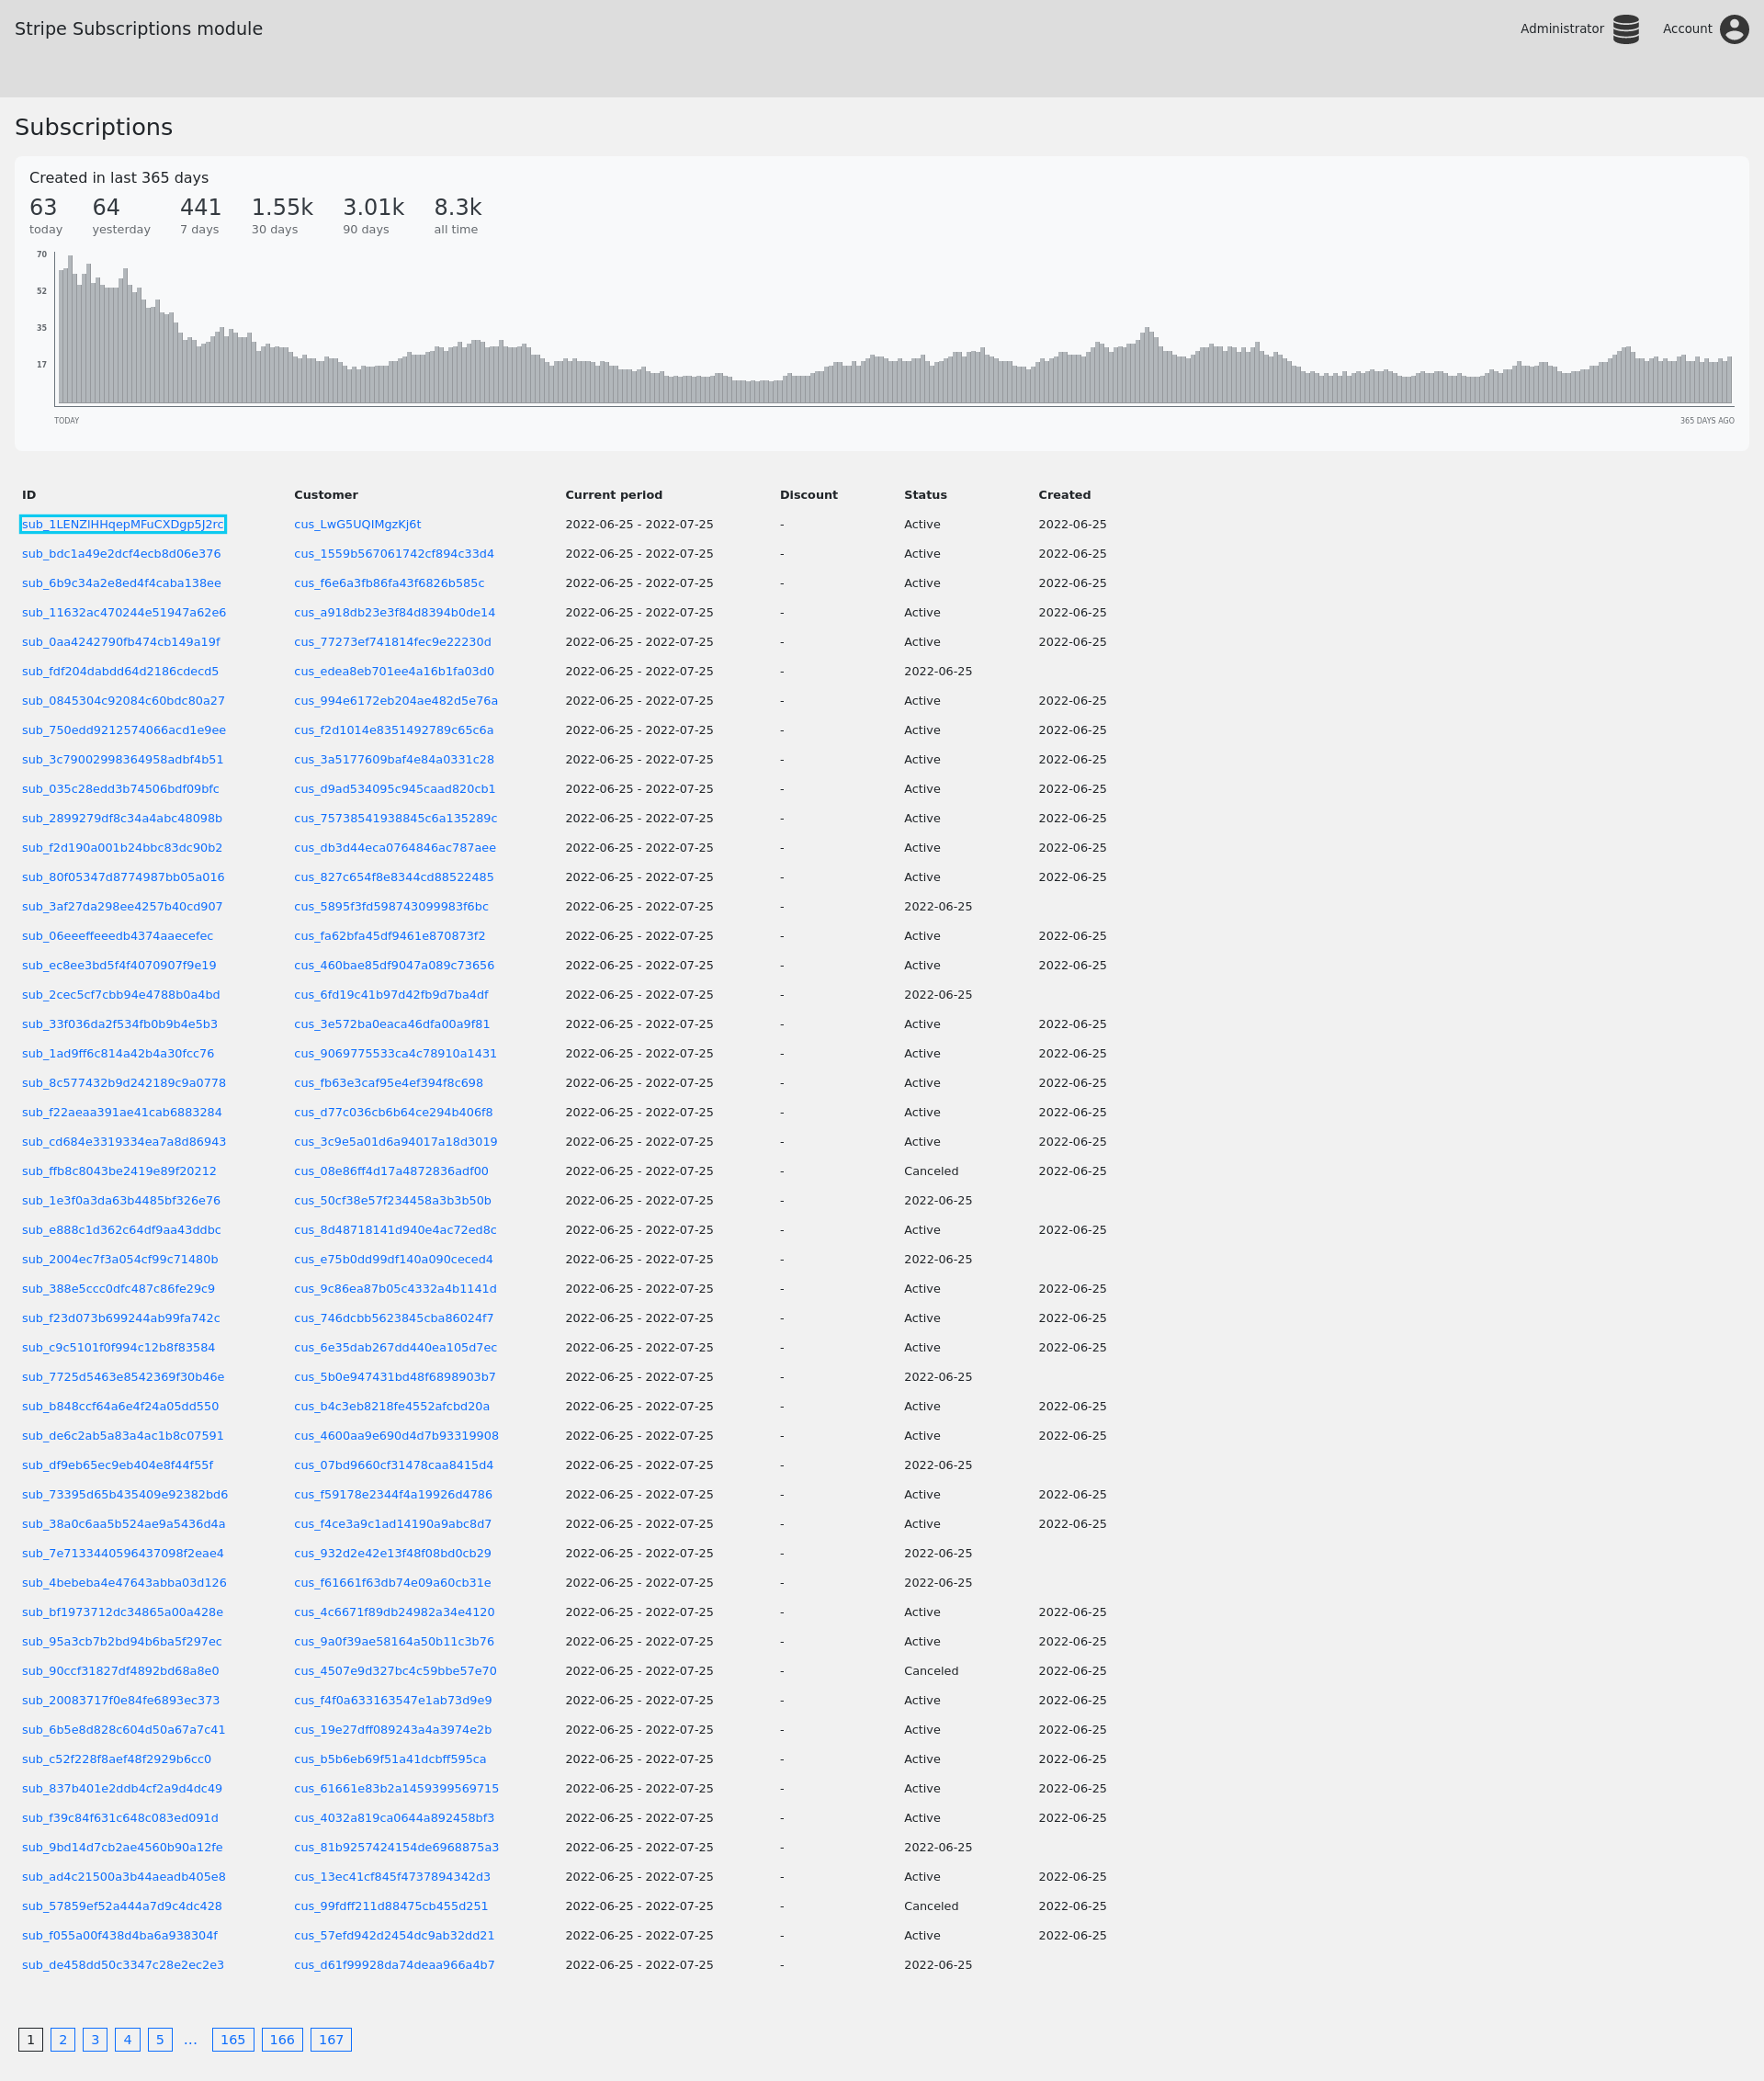 Stripe Subscriptions module
Administrator
Account
Subscriptions
Created in last 365 days
63 64 441 1.55k 3.01k 8.3k
today yesterday 7 days 30 days 90 days all time
70
52
35
17
TODAY 365 DAYS AGO
ID Customer Current period Discount Status Created
sub_1LENZIHHqepMFuCXDgp5J2rc cus_LwG5UQIMgzKj6t 2022-06-25 - 2022-07-25 - Active 2022-06-25
sub_bdc1a49e2dcf4ecb8d06e376 cus_1559b567061742cf894c33d4 2022-06-25 - 2022-07-25 - Active 2022-06-25
sub_6b9c34a2e8ed4f4caba138ee cus_f6e6a3fb86fa43f6826b585c 2022-06-25 - 2022-07-25 - Active 2022-06-25
sub_11632ac470244e51947a62e6 cus_a918db23e3f84d8394b0de14 2022-06-25 - 2022-07-25 - Active 2022-06-25
sub_0aa4242790fb474cb149a19f cus_77273ef741814fec9e22230d 2022-06-25 - 2022-07-25 - Active 2022-06-25
sub_fdf204dabdd64d2186cdecd5 cus_edea8eb701ee4a16b1fa03d0 2022-06-25 - 2022-07-25 - 2022-06-25
sub_0845304c92084c60bdc80a27 cus_994e6172eb204ae482d5e76a 2022-06-25 - 2022-07-25 - Active 2022-06-25
sub_750edd9212574066acd1e9ee cus_f2d1014e8351492789c65c6a 2022-06-25 - 2022-07-25 - Active 2022-06-25
sub_3c79002998364958adbf4b51 cus_3a5177609baf4e84a0331c28 2022-06-25 - 2022-07-25 - Active 2022-06-25
sub_035c28edd3b74506bdf09bfc cus_d9ad534095c945caad820cb1 2022-06-25 - 2022-07-25 - Active 2022-06-25
sub_2899279df8c34a4abc48098b cus_75738541938845c6a135289c 2022-06-25 - 2022-07-25 - Active 2022-06-25
sub_f2d190a001b24bbc83dc90b2 cus_db3d44eca0764846ac787aee 2022-06-25 - 2022-07-25 - Active 2022-06-25
sub_80f05347d8774987bb05a016 cus_827c654f8e8344cd88522485 2022-06-25 - 2022-07-25 - Active 2022-06-25
sub_3af27da298ee4257b40cd907 cus_5895f3fd598743099983f6bc 2022-06-25 - 2022-07-25 - 2022-06-25
sub_06eeeffeeedb4374aaecefec cus_fa62bfa45df9461e870873f2 2022-06-25 - 2022-07-25 - Active 2022-06-25
sub_ec8ee3bd5f4f4070907f9e19 cus_460bae85df9047a089c73656 2022-06-25 - 2022-07-25 - Active 2022-06-25
sub_2cec5cf7cbb94e4788b0a4bd cus_6fd19c41b97d42fb9d7ba4df 2022-06-25 - 2022-07-25 - 2022-06-25
sub_33f036da2f534fb0b9b4e5b3 cus_3e572ba0eaca46dfa00a9f81 2022-06-25 - 2022-07-25 - Active 2022-06-25
sub_1ad9ff6c814a42b4a30fcc76 cus_9069775533ca4c78910a1431 2022-06-25 - 2022-07-25 - Active 2022-06-25
sub_8c577432b9d242189c9a0778 cus_fb63e3caf95e4ef394f8c698 2022-06-25 - 2022-07-25 - Active 2022-06-25
sub_f22aeaa391ae41cab6883284 cus_d77c036cb6b64ce294b406f8 2022-06-25 - 2022-07-25 - Active 2022-06-25
sub_cd684e3319334ea7a8d86943 cus_3c9e5a01d6a94017a18d3019 2022-06-25 - 2022-07-25 - Active 2022-06-25
sub_ffb8c8043be2419e89f20212 cus_08e86ff4d17a4872836adf00 2022-06-25 - 2022-07-25 - Canceled 2022-06-25
sub_1e3f0a3da63b4485bf326e76 cus_50cf38e57f234458a3b3b50b 2022-06-25 - 2022-07-25 - 2022-06-25
sub_e888c1d362c64df9aa43ddbc cus_8d48718141d940e4ac72ed8c 2022-06-25 - 2022-07-25 - Active 2022-06-25
sub_2004ec7f3a054cf99c71480b cus_e75b0dd99df140a090ceced4 2022-06-25 - 2022-07-25 - 2022-06-25
sub_388e5ccc0dfc487c86fe29c9 cus_9c86ea87b05c4332a4b1141d 2022-06-25 - 2022-07-25 - Active 2022-06-25
sub_f23d073b699244ab99fa742c cus_746dcbb5623845cba86024f7 2022-06-25 - 2022-07-25 - Active 2022-06-25
sub_c9c5101f0f994c12b8f83584 cus_6e35dab267dd440ea105d7ec 2022-06-25 - 2022-07-25 - Active 2022-06-25
sub_7725d5463e8542369f30b46e cus_5b0e947431bd48f6898903b7 2022-06-25 - 2022-07-25 - 2022-06-25
sub_b848ccf64a6e4f24a05dd550 cus_b4c3eb8218fe4552afcbd20a 2022-06-25 - 2022-07-25 - Active 2022-06-25
sub_de6c2ab5a83a4ac1b8c07591 cus_4600aa9e690d4d7b93319908 2022-06-25 - 2022-07-25 - Active 2022-06-25
sub_df9eb65ec9eb404e8f44f55f cus_07bd9660cf31478caa8415d4 2022-06-25 - 2022-07-25 - 2022-06-25
sub_73395d65b435409e92382bd6 cus_f59178e2344f4a19926d4786 2022-06-25 - 2022-07-25 - Active 2022-06-25
sub_38a0c6aa5b524ae9a5436d4a cus_f4ce3a9c1ad14190a9abc8d7 2022-06-25 - 2022-07-25 - Active 2022-06-25
sub_7e7133440596437098f2eae4 cus_932d2e42e13f48f08bd0cb29 2022-06-25 - 2022-07-25 - 2022-06-25
sub_4bebeba4e47643abba03d126 cus_f61661f63db74e09a60cb31e 2022-06-25 - 2022-07-25 - 2022-06-25
sub_bf1973712dc34865a00a428e cus_4c6671f89db24982a34e4120 2022-06-25 - 2022-07-25 - Active 2022-06-25
sub_95a3cb7b2bd94b6ba5f297ec cus_9a0f39ae58164a50b11c3b76 2022-06-25 - 2022-07-25 - Active 2022-06-25
sub_90ccf31827df4892bd68a8e0 cus_4507e9d327bc4c59bbe57e70 2022-06-25 - 2022-07-25 - Canceled 2022-06-25
sub_20083717f0e84fe6893ec373 cus_f4f0a633163547e1ab73d9e9 2022-06-25 - 2022-07-25 - Active 2022-06-25
sub_6b5e8d828c604d50a67a7c41 cus_19e27dff089243a4a3974e2b 2022-06-25 - 2022-07-25 - Active 2022-06-25
sub_c52f228f8aef48f2929b6cc0 cus_b5b6eb69f51a41dcbff595ca 2022-06-25 - 2022-07-25 - Active 2022-06-25
sub_837b401e2ddb4cf2a9d4dc49 cus_61661e83b2a1459399569715 2022-06-25 - 2022-07-25 - Active 2022-06-25
sub_f39c84f631c648c083ed091d cus_4032a819ca0644a892458bf3 2022-06-25 - 2022-07-25 - Active 2022-06-25
sub_9bd14d7cb2ae4560b90a12fe cus_81b9257424154de6968875a3 2022-06-25 - 2022-07-25 - 2022-06-25
sub_ad4c21500a3b44aeadb405e8 cus_13ec41cf845f4737894342d3 2022-06-25 - 2022-07-25 - Active 2022-06-25
sub_57859ef52a444a7d9c4dc428 cus_99fdff211d88475cb455d251 2022-06-25 - 2022-07-25 - Canceled 2022-06-25
sub_f055a00f438d4ba6a938304f cus_57efd942d2454dc9ab32dd21 2022-06-25 - 2022-07-25 - Active 2022-06-25
sub_de458dd50c3347c28e2ec2e3 cus_d61f99928da74deaa966a4b7 2022-06-25 - 2022-07-25 - 2022-06-25
1 2 3 4 5 ... 165 166 167